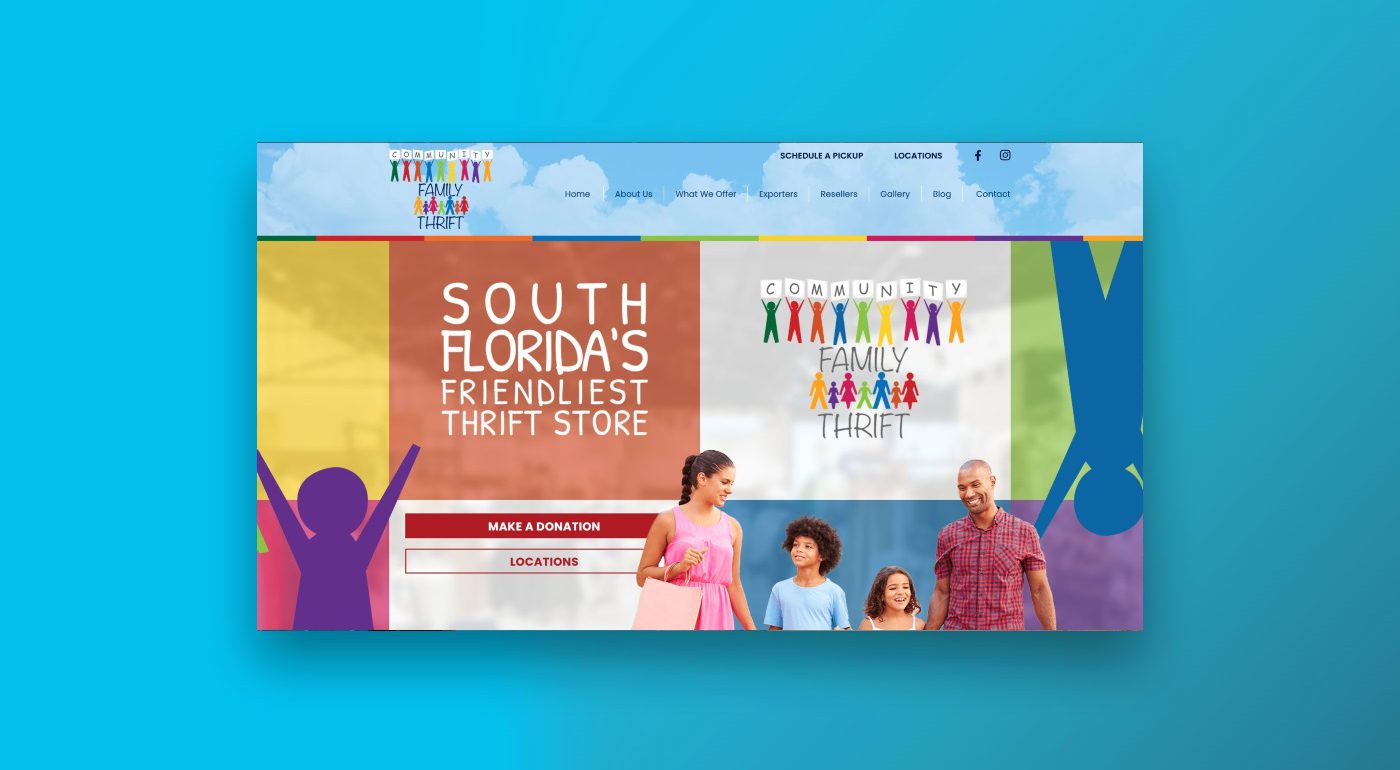 COMMUNITY
FAMILY
THRIFT
SCHEDULE A PICKUP LOCATIONS
Home About Us What We Offer Exporters Resellers Gallery Blog Contact
SOUTH
FLORIDA'S
FRIENDLIEST
THRIFT STORE
COMMUNITY
FAMILY
THRIFT
MAKE A DONATION
LOCATIONS